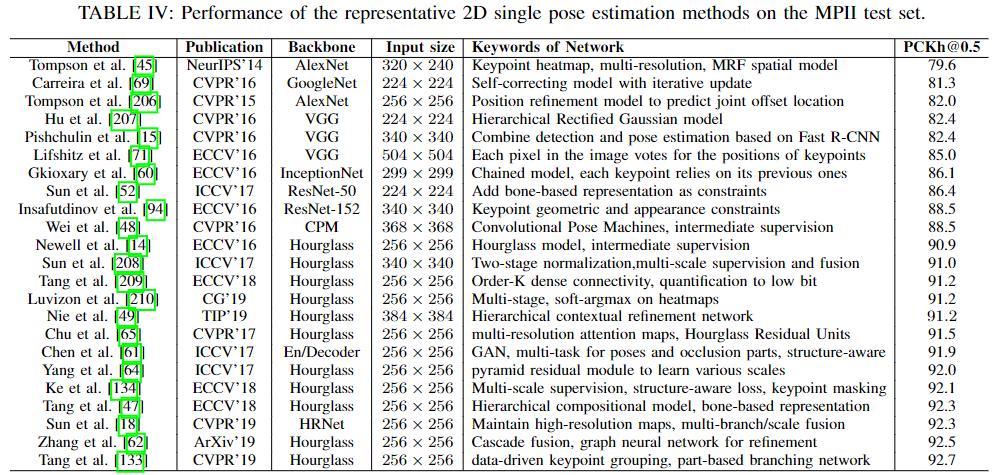 TABLE IV: Performance of the representative 2D single pose estimation methods on the MPII test set.
Method Publication Backbone Input size Keywords of Network PCKh@0.5
Tompson et al. [45] NeurIPS'14 AlexNet 320 × 240 Keypoint heatmap, multi-resolution, MRF spatial model 79.6
Carreira et al. [69] CVPR'16 GoogleNet 224 × 224 Self-correcting model with iterative update 81.3
Tompson et al. [206] CVPR'15 AlexNet 256 × 256 Position refinement model to predict joint offset location 82.0
Hu et al. [207] CVPR'16 VGG 224 × 224 Hierarchical Rectified Gaussian model 82.4
Pishchulin et al. [15] CVPR'16 VGG 340 × 340 Combine detection and pose estimation based on Fast R-CNN 82.4
Lifshitz et al. [71] ECCV'16 VGG 504 × 504 Each pixel in the image votes for the positions of keypoints 85.0
Gkioxary et al. [60] ECCV'16 InceptionNet 299 × 299 Chained model, each keypoint relies on its previous ones 86.1
Sun et al. [52] ICCV'17 ResNet-50 224 × 224 Add bone-based representation as constraints 86.4
Insafutdinov et al. [94] ECCV'16 ResNet-152 340 × 340 Keypoint geometric and appearance constraints 88.5
Wei et al. [48] CVPR'16 CPM 368 × 368 Convolutional Pose Machines, intermediate supervision 88.5
Newell et al. [14] ECCV'16 Hourglass 256 × 256 Hourglass model, intermediate supervision 90.9
Sun et al. [208] ICCV'17 Hourglass 340 × 340 Two-stage normalization,multi-scale supervision and fusion 91.0
Tang et al. [209] ECCV'18 Hourglass 256 × 256 Order-K dense connectivity, quantification to low bit 91.2
Luvizon et al. [210] CG'19 Hourglass 256 × 256 Multi-stage, soft-argmax on heatmaps 91.2
Nie et al. [49] TIP'19 Hourglass 384 × 384 Hierarchical contextual refinement network 91.2
Chu et al. [65] CVPR'17 Hourglass 256 × 256 multi-resolution attention maps, Hourglass Residual Units 91.5
Chen et al. [61] ICCV'17 En/Decoder 256 × 256 GAN, multi-task for poses and occlusion parts, structure-aware 91.9
Yang et al. [64] ICCV'17 Hourglass 256 × 256 pyramid residual module to learn various scales 92.0
Ke et al. [134] ECCV'18 Hourglass 256 × 256 Multi-scale supervision, structure-aware loss, keypoint masking 92.1
Tang et al. [47] ECCV'18 Hourglass 256 × 256 Hierarchical compositional model, bone-based representation 92.3
Sun et al. [18] CVPR'19 HRNet 256 × 256 Maintain high-resolution maps, multi-branch/scale fusion 92.3
Zhang et al. [62] ArXiv'19 Hourglass 256 × 256 Cascade fusion, graph neural network for refinement 92.5
Tang et al. [133] CVPR'19 Hourglass 256 × 256 data-driven keypoint grouping, part-based branching network 92.7